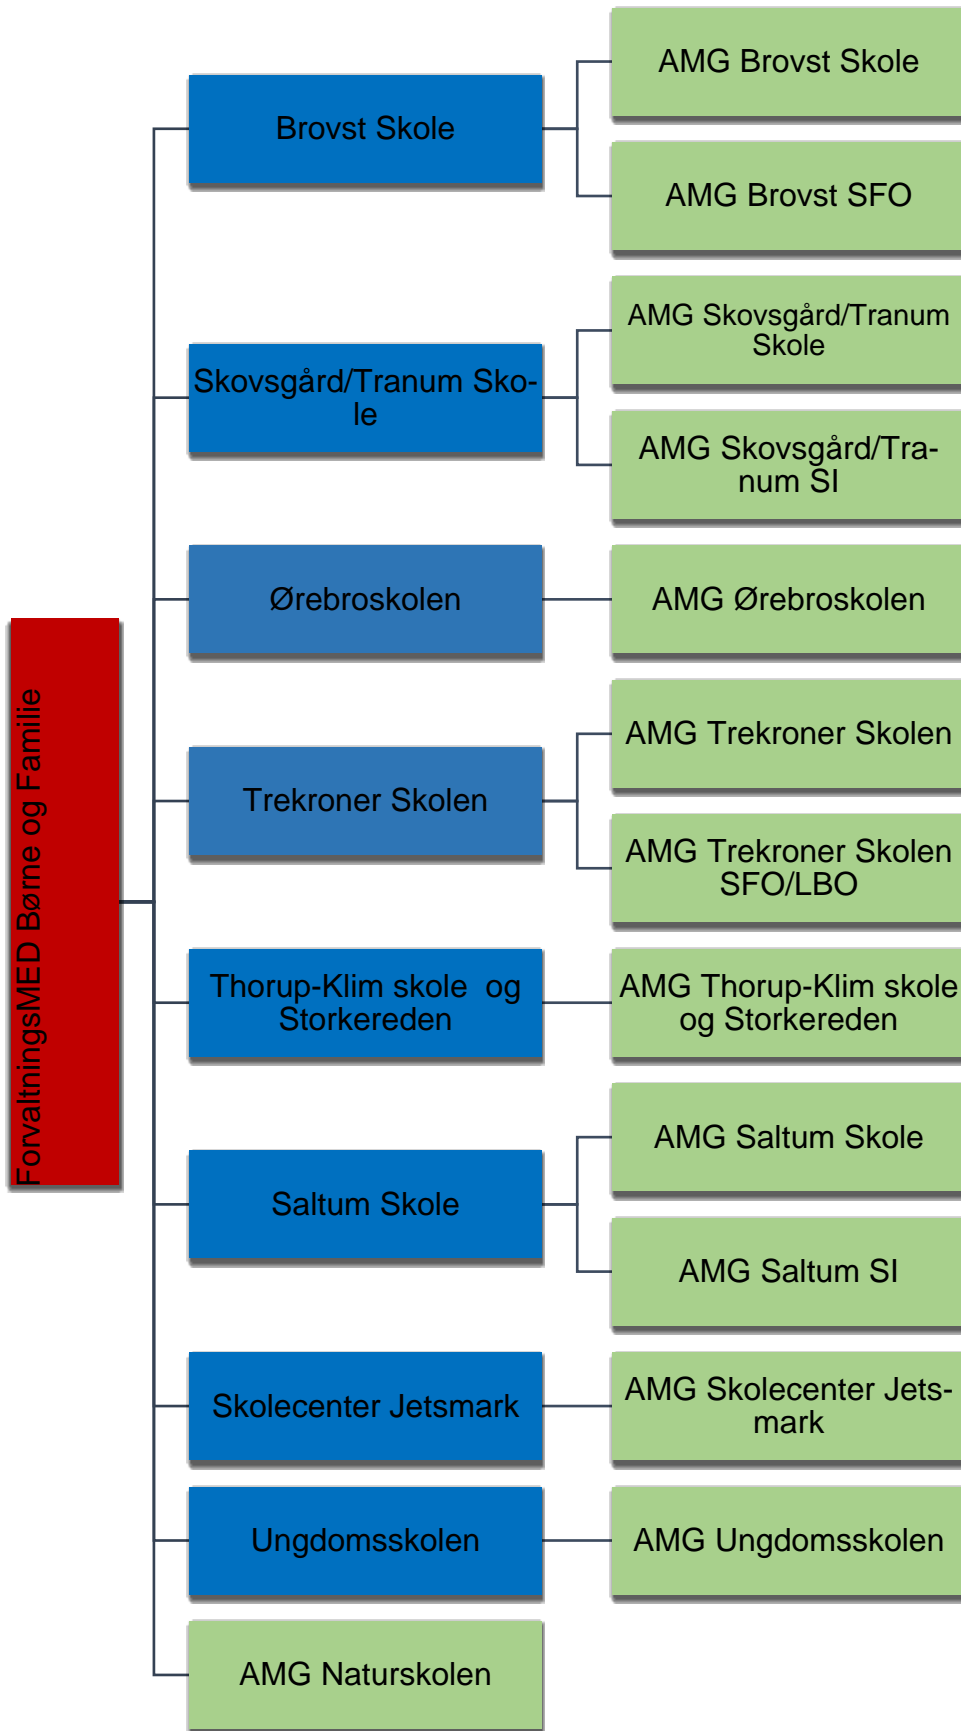 ForvaltningsMED Børne og Familie
Brovst Skole
AMG Brovst Skole
AMG Brovst SFO
Skovsgård/Tranum Sko-
le
AMG Skovsgård/Tranum
Skole
AMG Skovsgård/Tra-
num SI
Ørebroskolen
AMG Ørebroskolen
Trekroner Skolen
AMG Trekroner Skolen
AMG Trekroner Skolen
SFO/LBO
Thorup-Klim skole  og
Storkereden
AMG Thorup-Klim skole
og Storkereden
Saltum Skole
AMG Saltum Skole
AMG Saltum SI
Skolecenter Jetsmark
AMG Skolecenter Jets-
mark
Ungdomsskolen
AMG Ungdomsskolen
AMG Naturskolen